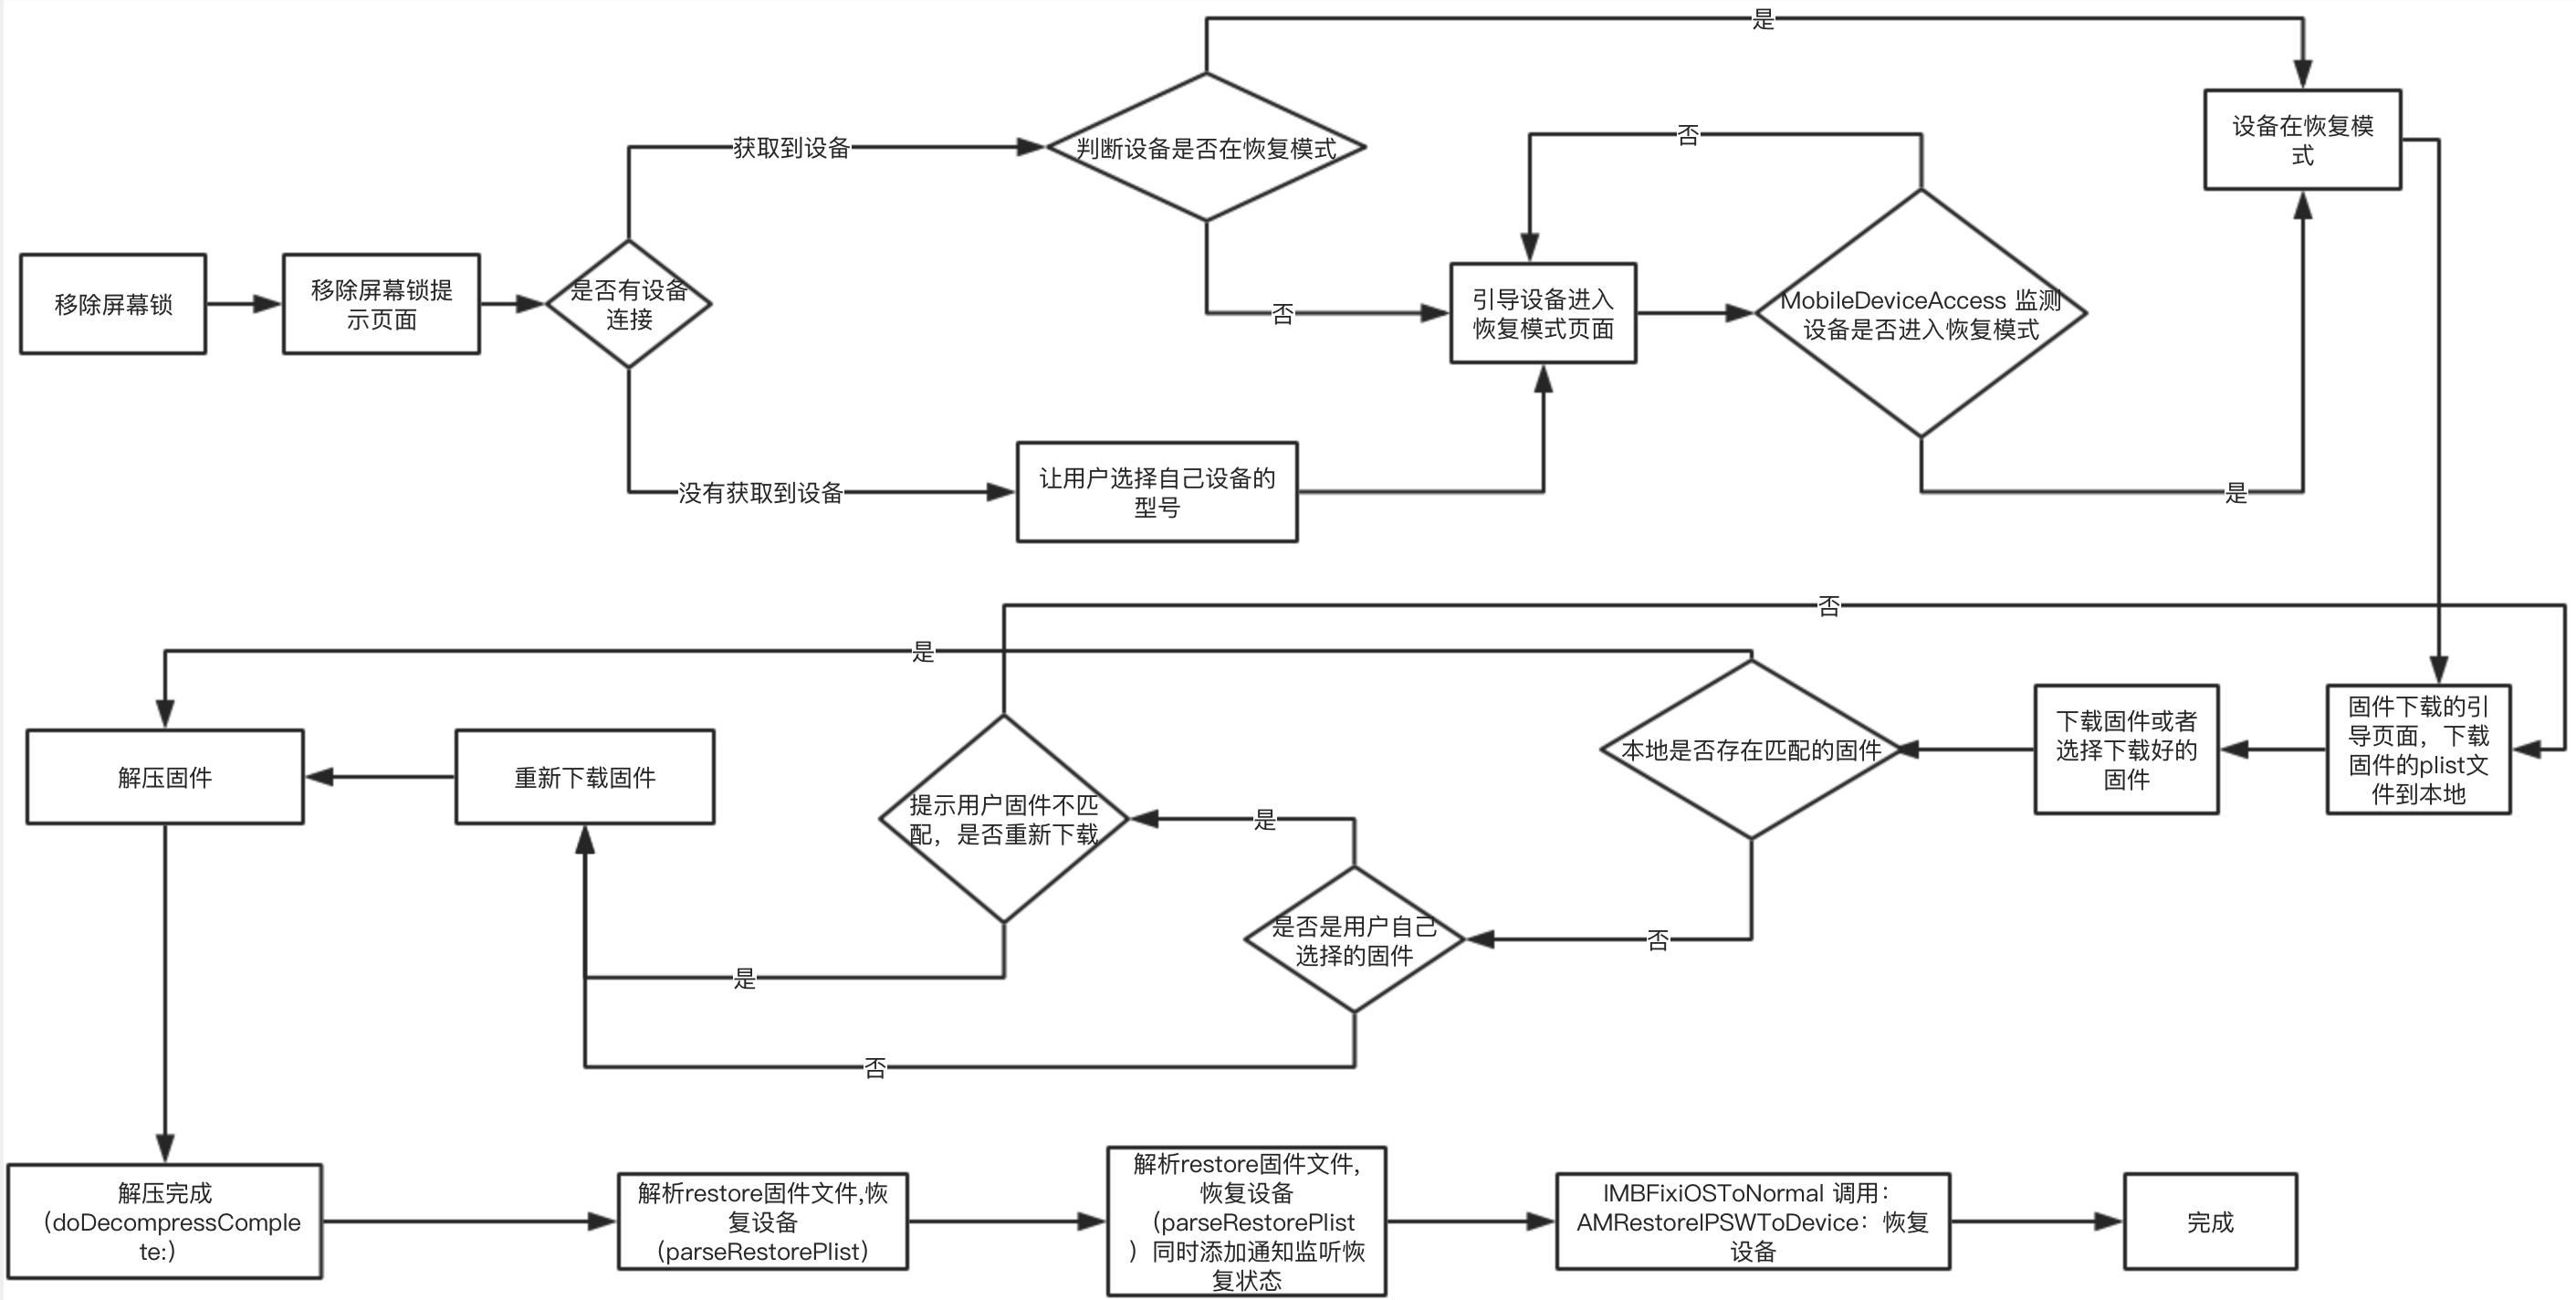 是
获取到设备
判断设备是否在恢复模式
否
设备在恢复模
式
移除屏幕锁
移除屏幕锁提
示页面
是否有设备
连接
否
引导设备进入
恢复模式页面
MobileDeviceAccess 监测
设备是否进入恢复模式
没有获取到设备
让用户选择自己设备的
型号
是
否
是
解压固件
重新下载固件
提示用户固件不匹
配，是否重新下载
是
本地是否存在匹配的固件
下载固件或者
选择下载好的
固件
固件下载的引
导页面，下载
固件的plist文
件到本地
是否是用户自己
选择的固件
否
是
否
解压完成
（doDecompressComple
te:）
解析restore固件文件,恢
复设备
（parseRestorePlist）
解析restore固件文件，
恢复设备
（parseRestorePlist
）同时添加通知监听恢
复状态
IMBFixiOSToNormal 调用：
AMRestoreIPSWToDevice：恢复
设备
完成